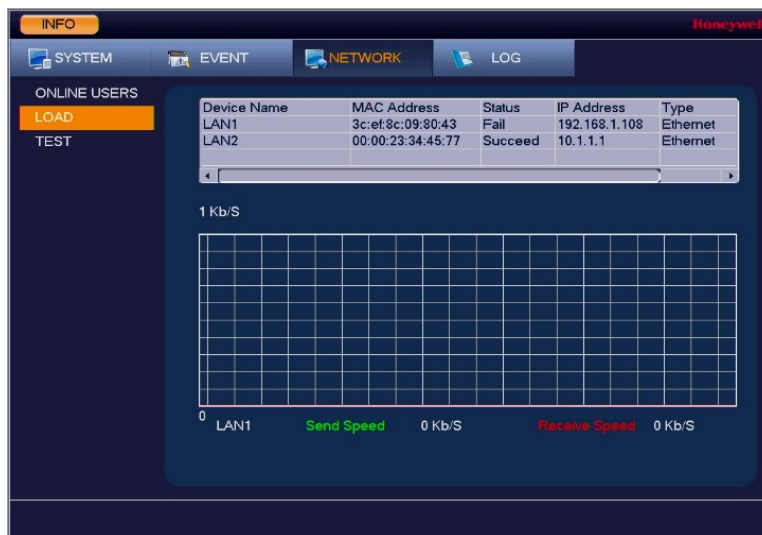 INFO
Honeywell
SYSTEM EVENT NETWORK LOG
ONLINE USERS
LOAD
TEST
Device Name MAC Address Status IP Address Type
LAN1 3c:ef:8c:09:80:43 Fail 192.168.1.108 Ethernet
LAN2 00:00:23:34:45:77 Succeed 10.1.1.1 Ethernet
1 Kb/S
0
LAN1 Send Speed 0 Kb/S Receive Speed 0 Kb/S